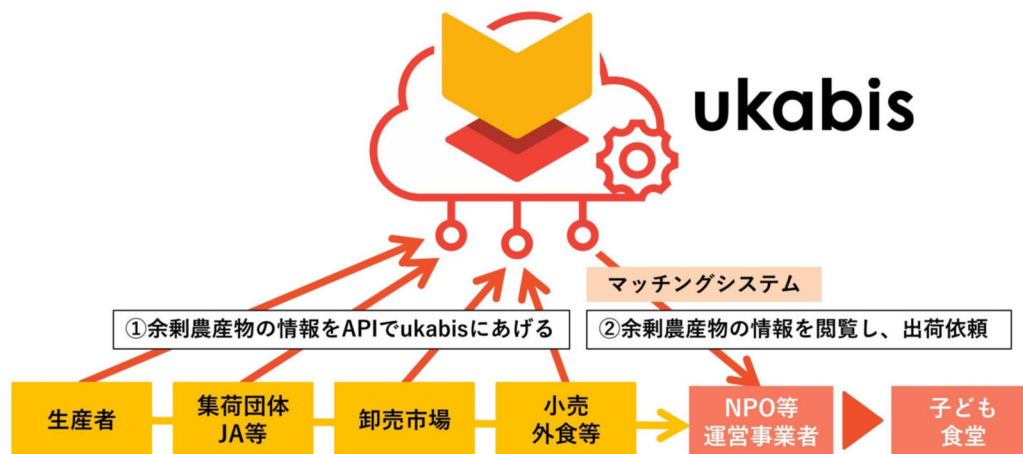 ukabis
マッチングシステム
①余剰農産物の情報をAPIでukabisにあげる
②余剰農産物の情報を閲覧し、出荷依頼
生産者
集荷団体
JA等
卸売市場
小売
外食等
NPO等
運営事業者
子ども
食堂